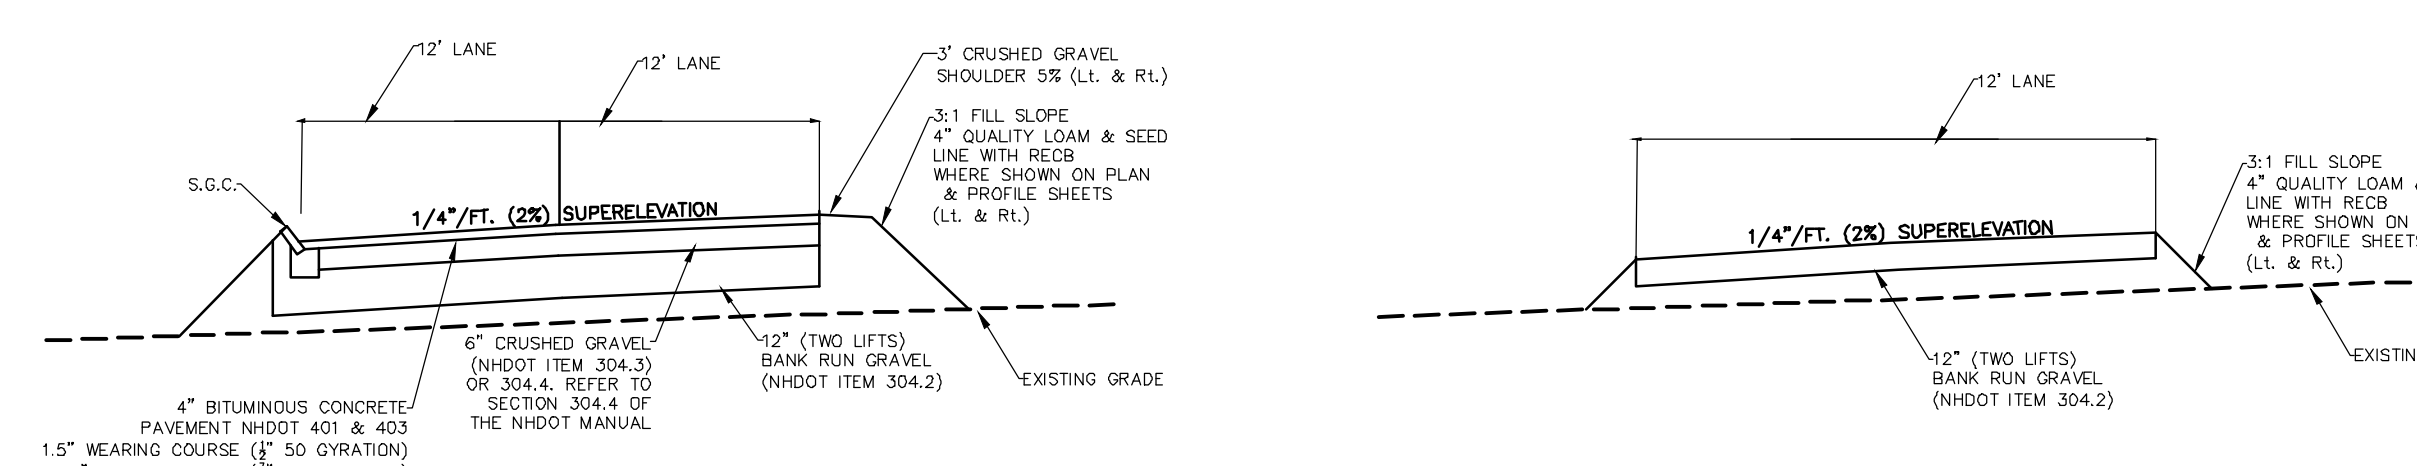 12' LANE
12' LANE
3' CRUSHED GRAVEL
SHOULDER 5% (Lt. & Rt.)
3:1 FILL SLOPE
4" QUALITY LOAM & SEED
LINE WITH RECB
WHERE SHOWN ON PLAN
& PROFILE SHEETS
(Lt. & Rt.)
S.G.C.
1/4"/FT. (2%) SUPERELEVATION
6" CRUSHED GRAVEL
(NHDOT ITEM 304.3)
OR 304.4. REFER TO
SECTION 304.4 OF
THE NHDOT MANUAL
12" (TWO LIFTS)
BANK RUN GRAVEL
(NHDOT ITEM 304.2)
EXISTING GRADE
4" BITUMINOUS CONCRETE
PAVEMENT NHDOT 401 & 403
1.5" WEARING COURSE (1/2" 50 GYRATION)
12' LANE
3:1 FILL SLOPE
4" QUALITY LOAM
LINE WITH RECB
WHERE SHOWN ON
& PROFILE SHEETS
(Lt. & Rt.)
1/4"/FT. (2%) SUPERELEVATION
12" (TWO LIFTS)
BANK RUN GRAVEL
(NHDOT ITEM 304.2)
EXISTIN